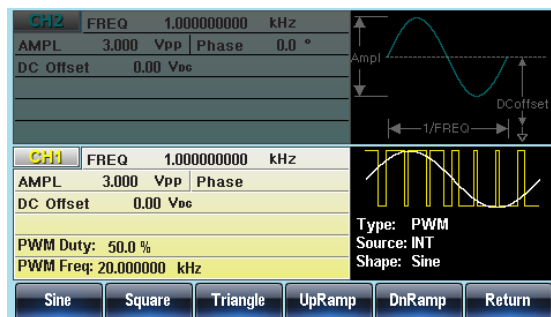 CH2 FREQ 1.000000000 kHz
AMPL 3.000 Vpp Phase 0.0 °
DC Offset 0.00 VDC
Ampl
DCoffset
1/FREQ
CH1 FREQ 1.000000000 kHz
AMPL 3.000 Vpp Phase
DC Offset 0.00 VDC
PWM Duty: 50.0 %
PWM Freq: 20.000000 kHz
Type: PWM
Source: INT
Shape: Sine
Sine Square Triangle UpRamp DnRamp Return